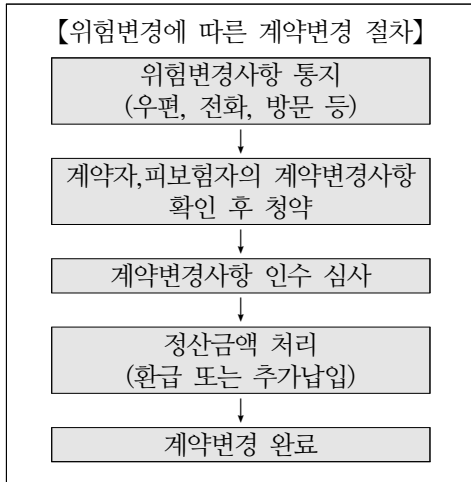 【위험변경에 따른 계약변경 절차】
위험변경사항 통지
(우편, 전화, 방문 등)
계약자,피보험자의 계약변경사항
확인 후 청약
계약변경사항 인수 심사
정산금액 처리
(환급 또는 추가납입)
계약변경 완료